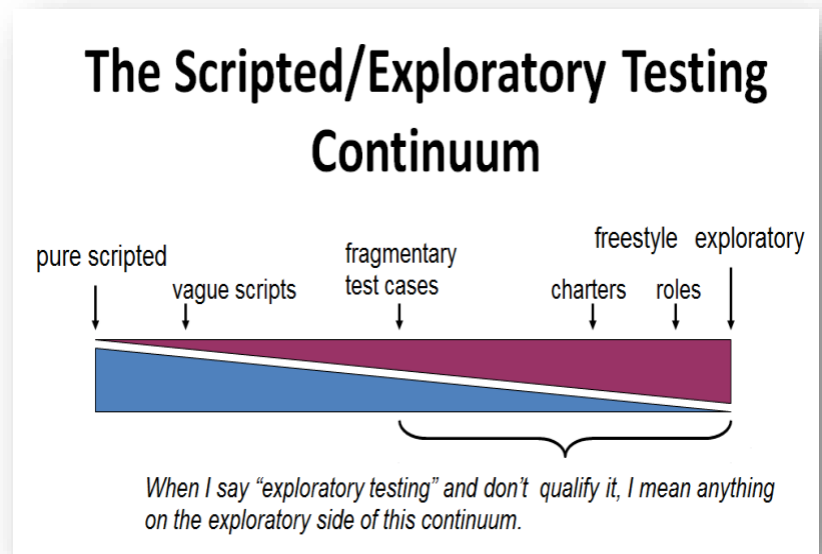 The Scripted/Exploratory Testing
Continuum
pure scripted
vague scripts
fragmentary
test cases
charters
roles
freestyle exploratory
When I say “exploratory testing” and don’t qualify it, I mean anything
on the exploratory side of this continuum.